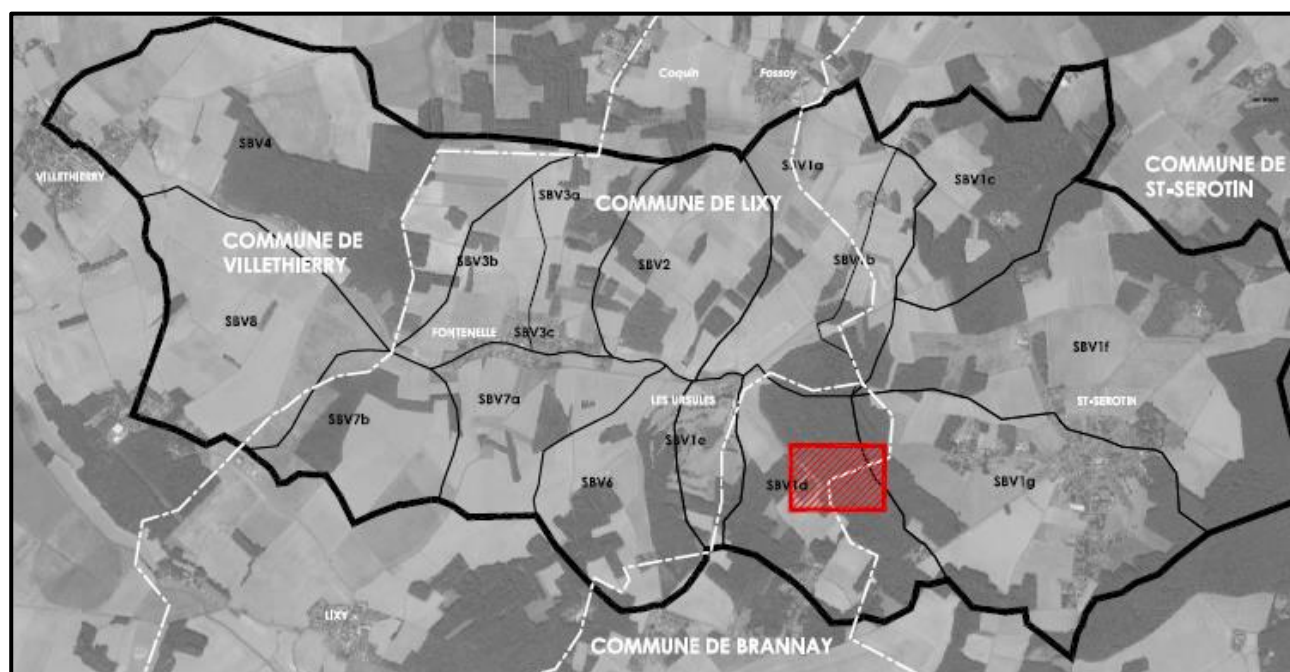 Coquin
Fossoy
SBV4
SBV1a
VILLETHIERRY
SBV3a
SBV1c
COMMUNE DE
ST-SEROTIN
COMMUNE DE LIXY
COMMUNE DE
VILLETHIERRY
SBV3b
SBV2
SBV1b
SBV8
FONTENELLE
SBV3c
SBV1f
SBV7a
LES URSULES
ST-SEROTIN
SBV7b
SBV1e
SBV6
SBV1d
SBV1g
LIXY
COMMUNE DE BRANNAY